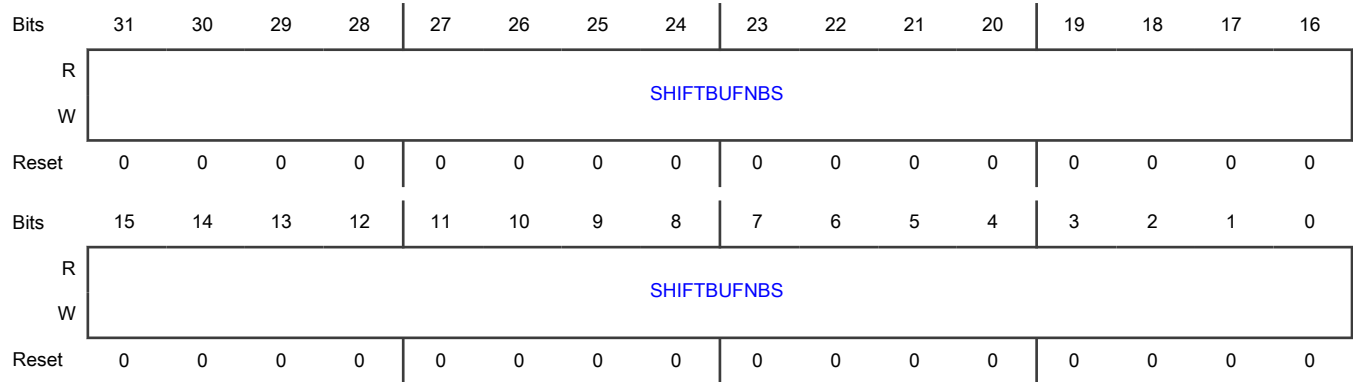 Bits 31 30 29 28 27 26 25 24 23 22 21 20 19 18 17 16
R
SHIFTBUFNBS
W
Reset 0 0 0 0 0 0 0 0 0 0 0 0 0 0 0 0
Bits 15 14 13 12 11 10 9 8 7 6 5 4 3 2 1 0
R
SHIFTBUFNBS
W
Reset 0 0 0 0 0 0 0 0 0 0 0 0 0 0 0 0